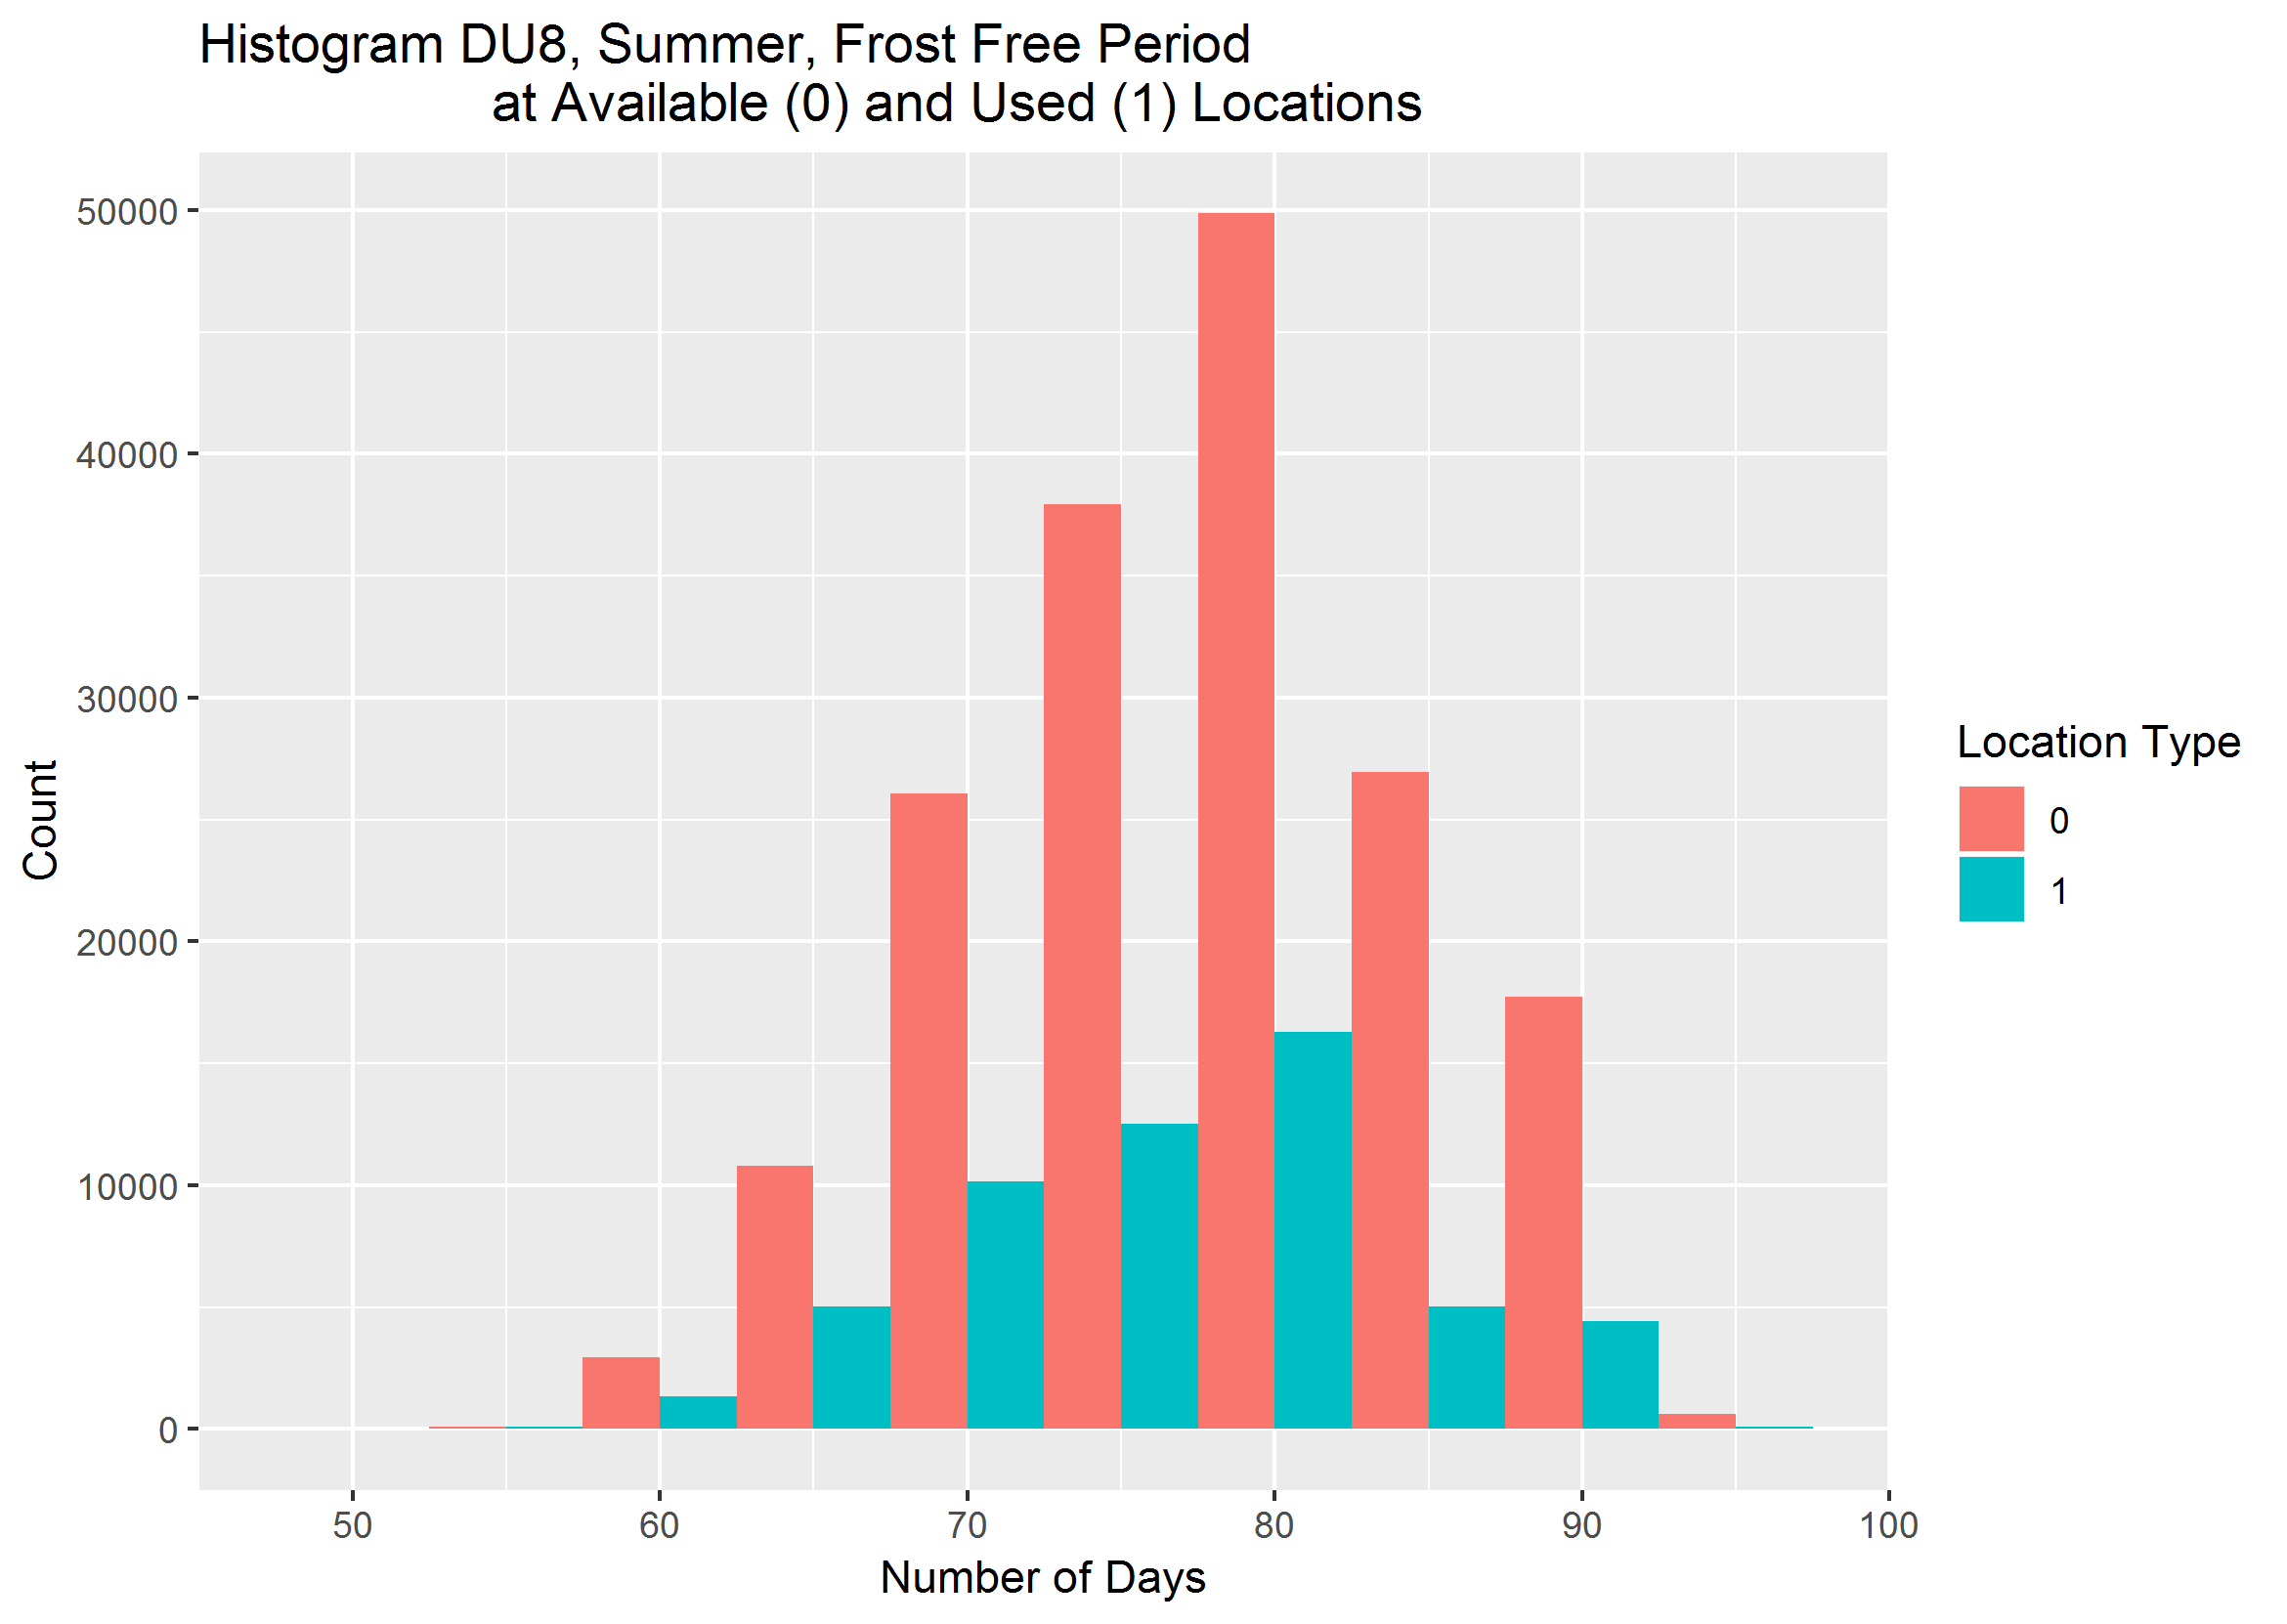 Histogram DU8, Summer, Frost Free Period
at Available (0) and Used (1) Locations
50000
40000
30000
20000
10000
0
Count
50 60 70 80 90 100
Number of Days
Location Type
0
1